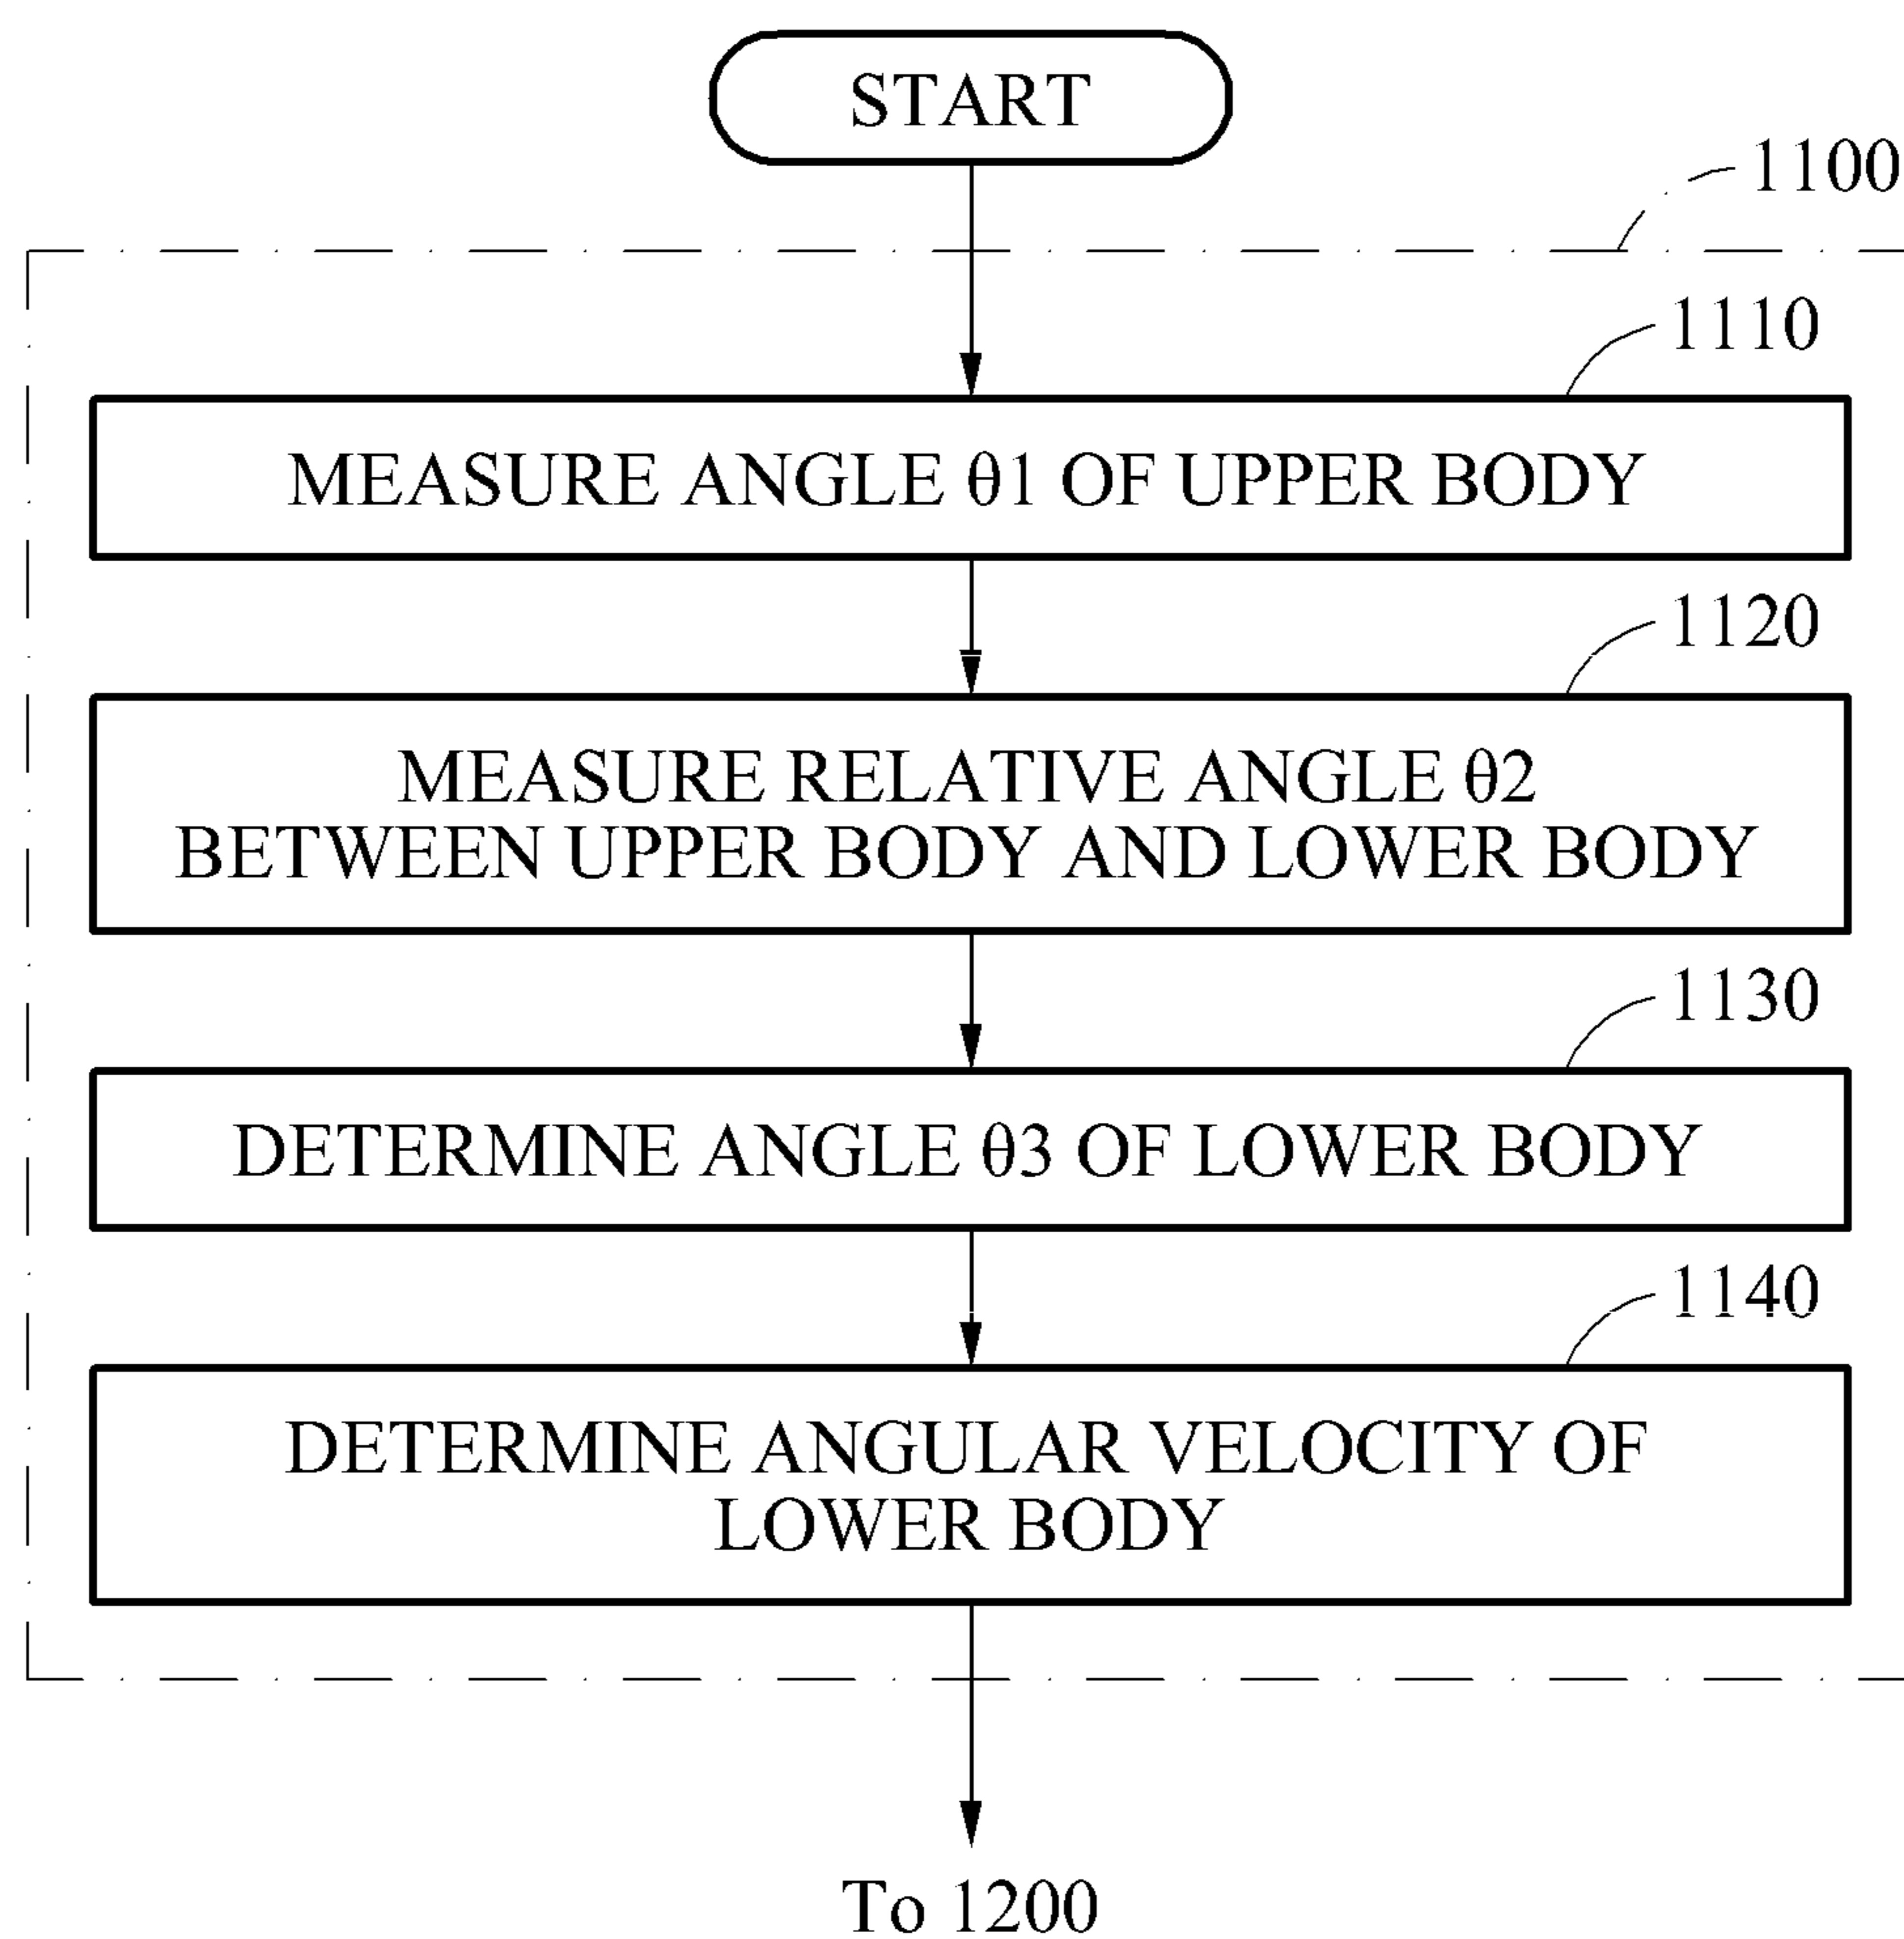 START
1100
1110
MEASURE ANGLE θ1 OF UPPER BODY
1120
MEASURE RELATIVE ANGLE θ2
BETWEEN UPPER BODY AND LOWER BODY
1130
DETERMINE ANGLE θ3 OF LOWER BODY
1140
DETERMINE ANGULAR VELOCITY OF
LOWER BODY
To 1200